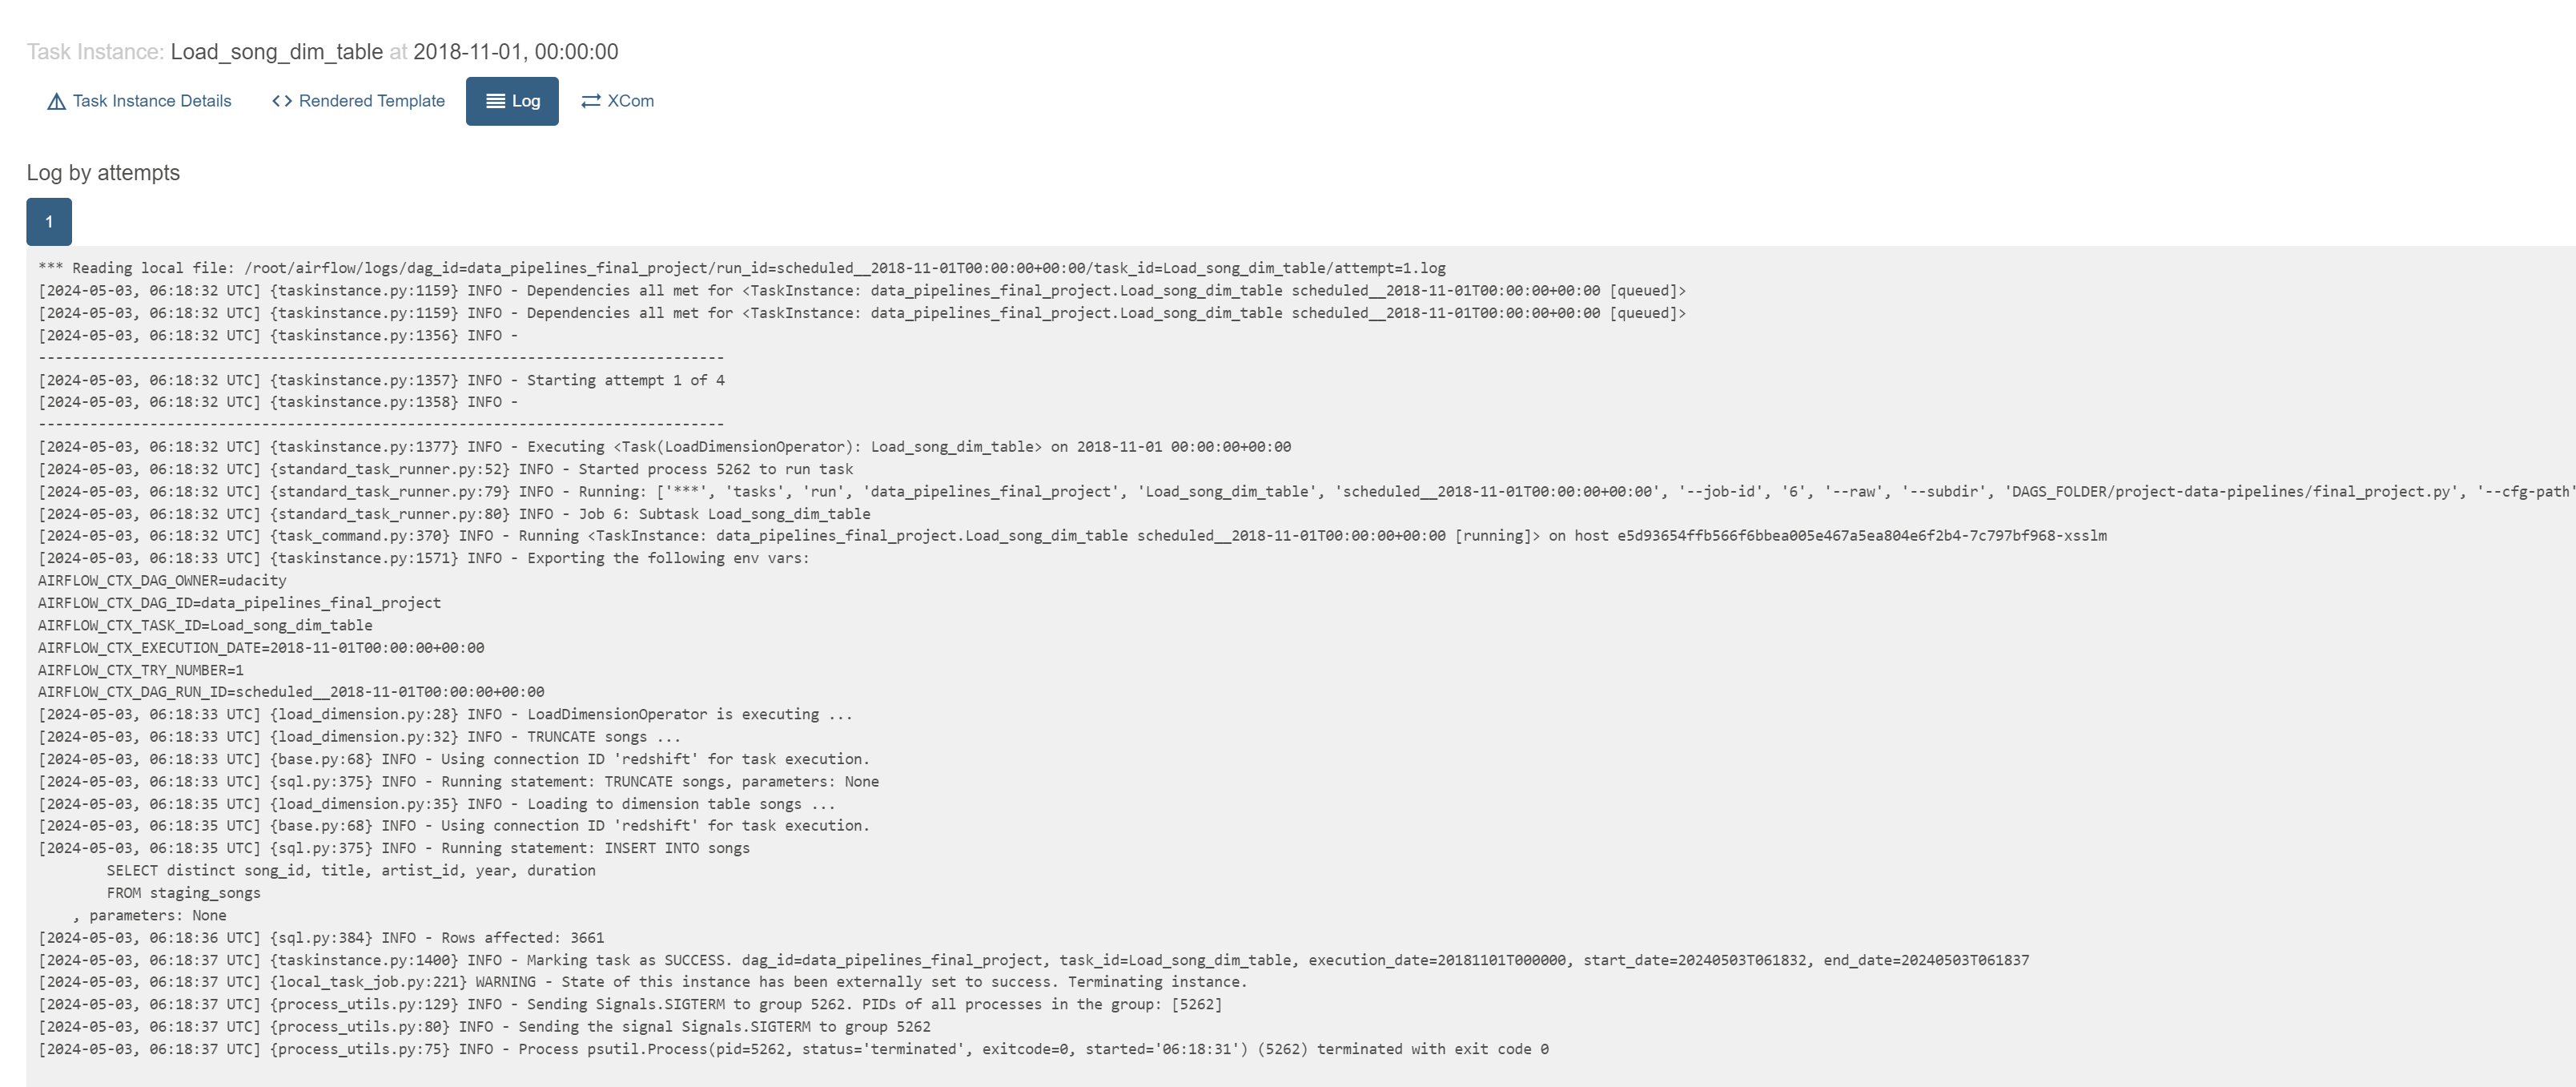 Task Instance: Load_song_dim_table at 2018-11-01, 00:00:00
Task Instance Details Rendered Template Log XCom
Log by attempts
1
*** Reading local file: /root/airflow/logs/dag_id=data_pipelines_final_project/run_id=scheduled__2018-11-01T00:00:00+00:00/task_id=Load_song_dim_table/attempt=1.log
[2024-05-03, 06:18:32 UTC] {taskinstance.py:1159} INFO - Dependencies all met for <TaskInstance: data_pipelines_final_project.Load_song_dim_table scheduled__2018-11-01T00:00:00+00:00 [queued]>
[2024-05-03, 06:18:32 UTC] {taskinstance.py:1159} INFO - Dependencies all met for <TaskInstance: data_pipelines_final_project.Load_song_dim_table scheduled__2018-11-01T00:00:00+00:00 [queued]>
[2024-05-03, 06:18:32 UTC] {taskinstance.py:1356} INFO -
--------------------------------------------------------------------------------
[2024-05-03, 06:18:32 UTC] {taskinstance.py:1357} INFO - Starting attempt 1 of 4
[2024-05-03, 06:18:32 UTC] {taskinstance.py:1358} INFO -
--------------------------------------------------------------------------------
[2024-05-03, 06:18:32 UTC] {taskinstance.py:1377} INFO - Executing <Task(LoadDimensionOperator): Load_song_dim_table> on 2018-11-01 00:00:00+00:00
[2024-05-03, 06:18:32 UTC] {standard_task_runner.py:52} INFO - Started process 5262 to run task
[2024-05-03, 06:18:32 UTC] {standard_task_runner.py:79} INFO - Running: ['***', 'tasks', 'run', 'data_pipelines_final_project', 'Load_song_dim_table', 'scheduled__2018-11-01T00:00:00+00:00', '--job-id', '6', '--raw', '--subdir', 'DAGS_FOLDER/project-data-pipelines/final_project.py', '--cfg-path'
[2024-05-03, 06:18:32 UTC] {standard_task_runner.py:80} INFO - Job 6: Subtask Load_song_dim_table
[2024-05-03, 06:18:32 UTC] {task_command.py:370} INFO - Running <TaskInstance: data_pipelines_final_project.Load_song_dim_table scheduled__2018-11-01T00:00:00+00:00 [running]> on host e5d93654ffb566f6bbea005e467a5ea804e6f2b4-7c797bf968-xsslm
[2024-05-03, 06:18:33 UTC] {taskinstance.py:1571} INFO - Exporting the following env vars:
AIRFLOW_CTX_DAG_OWNER=udacity
AIRFLOW_CTX_DAG_ID=data_pipelines_final_project
AIRFLOW_CTX_TASK_ID=Load_song_dim_table
AIRFLOW_CTX_EXECUTION_DATE=2018-11-01T00:00:00+00:00
AIRFLOW_CTX_TRY_NUMBER=1
AIRFLOW_CTX_DAG_RUN_ID=scheduled__2018-11-01T00:00:00+00:00
[2024-05-03, 06:18:33 UTC] {load_dimension.py:28} INFO - LoadDimensionOperator is executing ...
[2024-05-03, 06:18:33 UTC] {load_dimension.py:32} INFO - TRUNCATE songs ...
[2024-05-03, 06:18:33 UTC] {base.py:68} INFO - Using connection ID 'redshift' for task execution.
[2024-05-03, 06:18:33 UTC] {sql.py:375} INFO - Running statement: TRUNCATE songs, parameters: None
[2024-05-03, 06:18:35 UTC] {load_dimension.py:35} INFO - Loading to dimension table songs ...
[2024-05-03, 06:18:35 UTC] {base.py:68} INFO - Using connection ID 'redshift' for task execution.
[2024-05-03, 06:18:35 UTC] {sql.py:375} INFO - Running statement: INSERT INTO songs
SELECT distinct song_id, title, artist_id, year, duration
FROM staging_songs
, parameters: None
[2024-05-03, 06:18:36 UTC] {sql.py:384} INFO - Rows affected: 3661
[2024-05-03, 06:18:37 UTC] {taskinstance.py:1400} INFO - Marking task as SUCCESS. dag_id=data_pipelines_final_project, task_id=Load_song_dim_table, execution_date=20181101T000000, start_date=20240503T061832, end_date=20240503T061837
[2024-05-03, 06:18:37 UTC] {local_task_job.py:221} WARNING - State of this instance has been externally set to success. Terminating instance.
[2024-05-03, 06:18:37 UTC] {process_utils.py:129} INFO - Sending Signals.SIGTERM to group 5262. PIDs of all processes in the group: [5262]
[2024-05-03, 06:18:37 UTC] {process_utils.py:80} INFO - Sending the signal Signals.SIGTERM to group 5262
[2024-05-03, 06:18:37 UTC] {process_utils.py:75} INFO - Process psutil.Process(pid=5262, status='terminated', exitcode=0, started='06:18:31') (5262) terminated with exit code 0